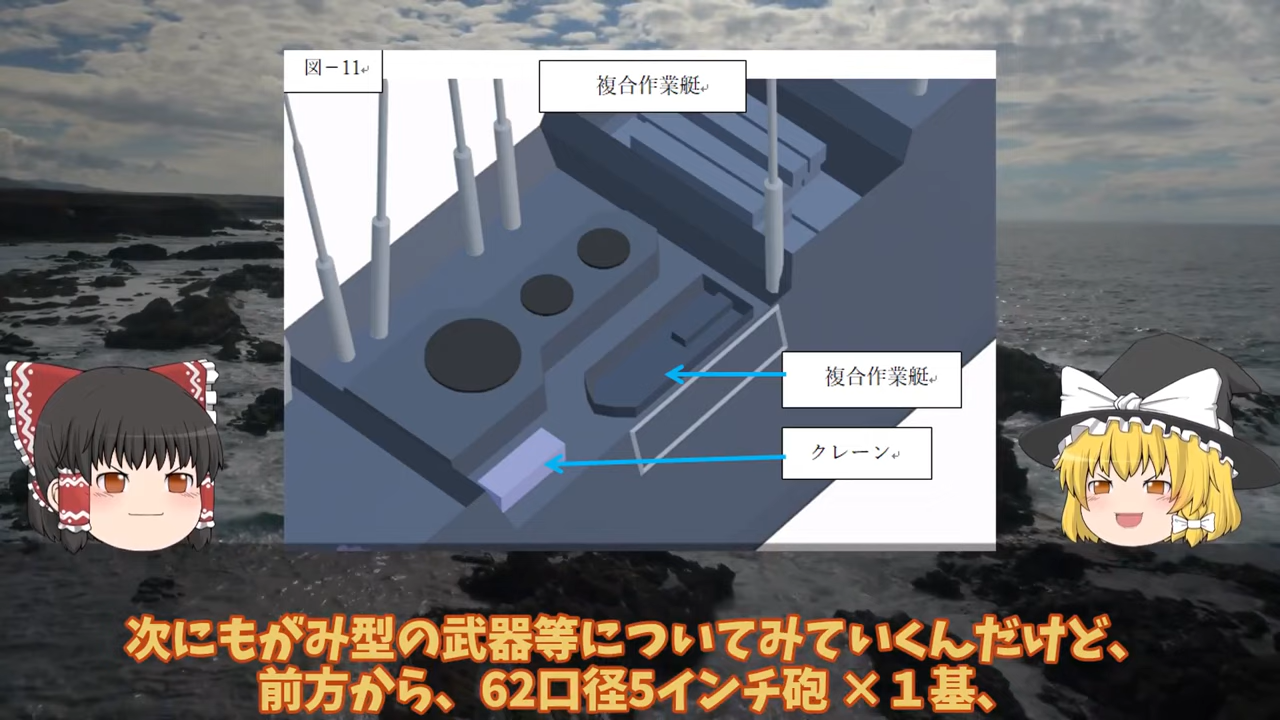 図－11
複合作業艇
複合作業艇
クレーン
次にもがみ型の武器等についてみていくんだけど、
前方から、62口径5インチ砲 ×１基、